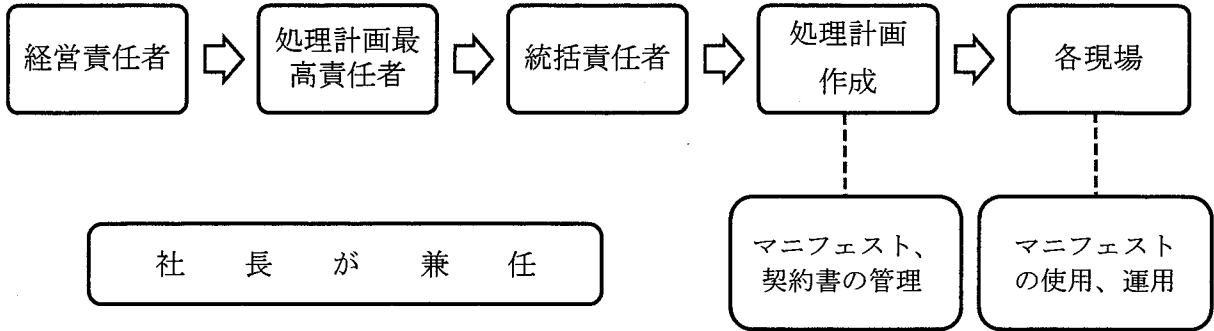 経営責任者
処理計画最
高責任者
統括責任者
処理計画
作成
各現場
社長が兼任
マニフェスト、
契約書の管理
マニフェスト
の使用、運用